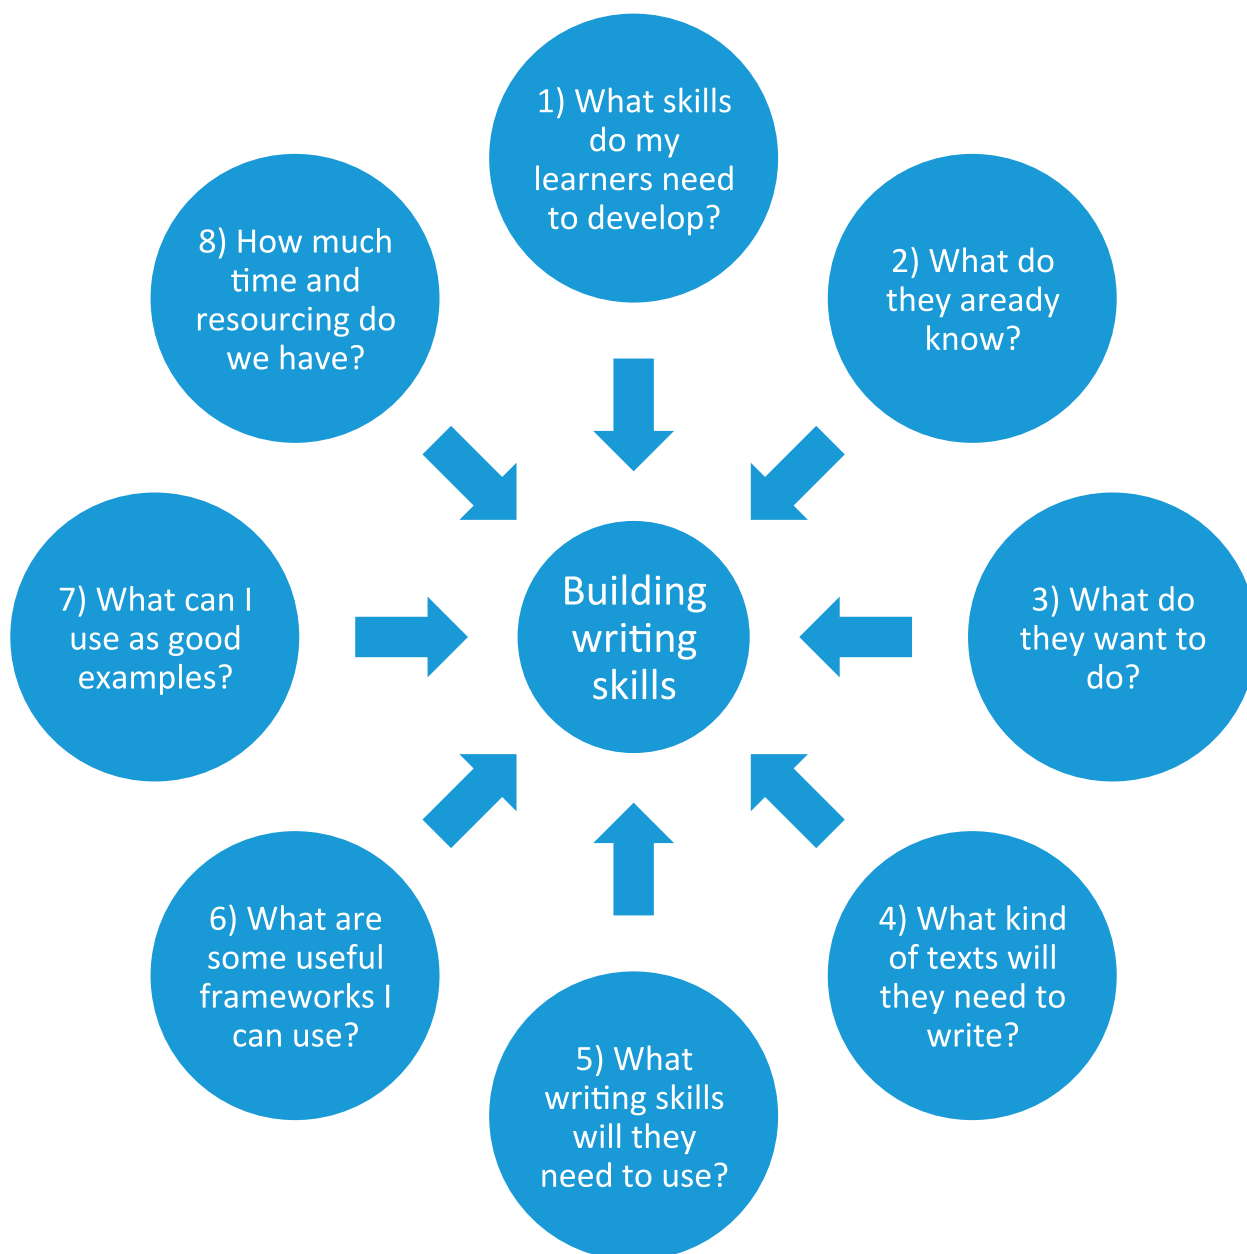 1) What skills
do my
learners need
to develop?
2) What do
they aready
know?
3) What do
they want to
do?
4) What kind
of texts will
they need to
write?
5) What
writing skills
will they
need to use?
6) What are
some useful
frameworks I
can use?
7) What can I
use as good
examples?
8) How much
time and
resourcing do
we have?
Building
writing
skills